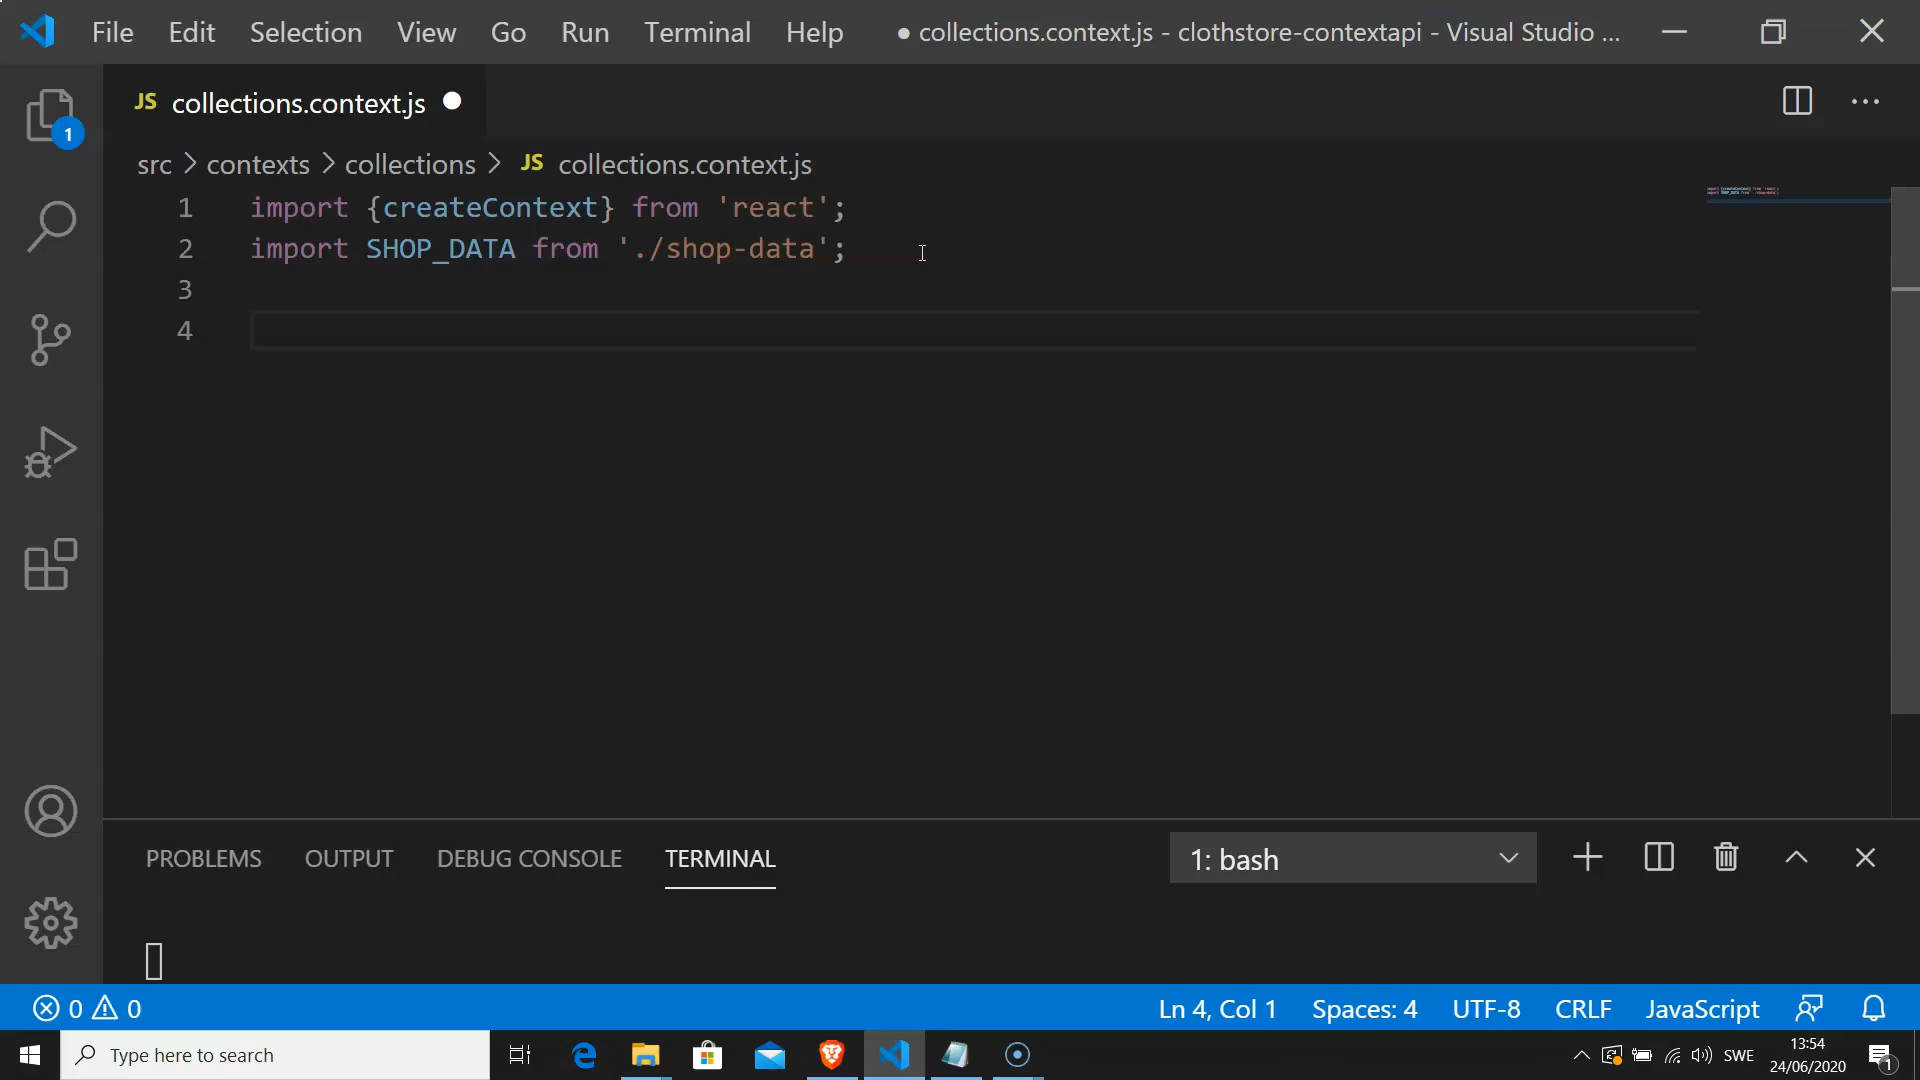 File Edit Selection View Go Run Terminal Help ● collections.context.js - clothstore-contextapi - Visual Studio ...
JS collections.context.js
1
src > contexts > collections > JS collections.context.js
1 import {createContext} from 'react';
2 import SHOP_DATA from './shop-data';
3
4
PROBLEMS OUTPUT DEBUG CONSOLE TERMINAL 1: bash
0 0 Ln 4, Col 1 Spaces: 4 UTF-8 CRLF JavaScript
Type here to search SWE 13:54
24/06/2020 1